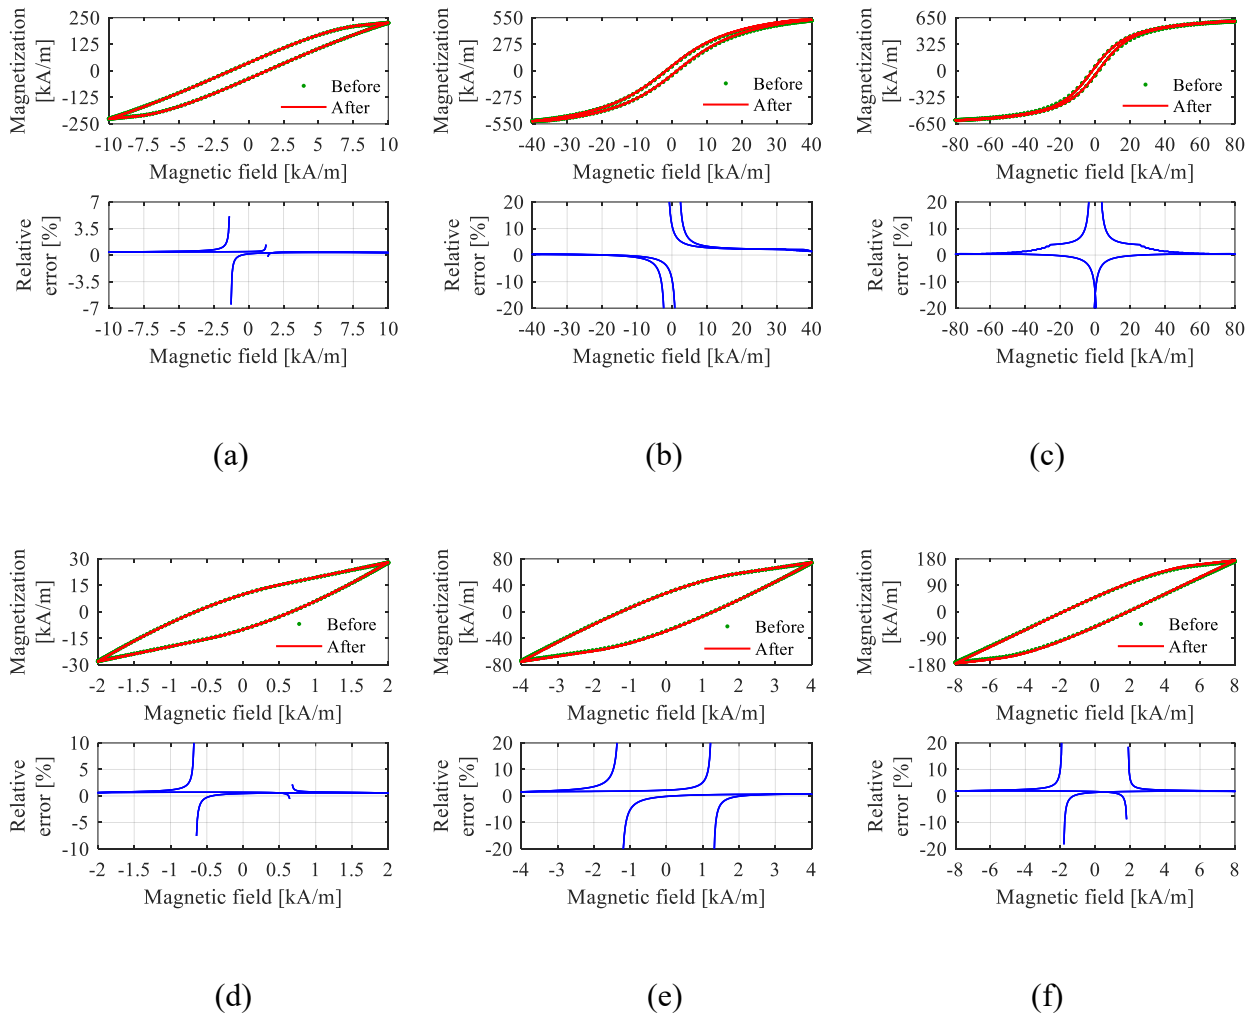 Magnetization
[kA/m]
250
125
0
-125
-250
Before
After
-10 -7.5 -5 -2.5 0 2.5 5 7.5 10
Magnetic field [kA/m]
Relative
error [%]
7
3.5
0
-3.5
-7
-10 -7.5 -5 -2.5 0 2.5 5 7.5 10
Magnetic field [kA/m]
(a)
Magnetization
[kA/m]
550
275
0
-275
-550
Before
After
-40 -30 -20 -10 0 10 20 30 40
Magnetic field [kA/m]
Relative
error [%]
20
10
0
-10
-20
-40 -30 -20 -10 0 10 20 30 40
Magnetic field [kA/m]
(b)
Magnetization
[kA/m]
650
325
0
-325
-650
Before
After
-80 -60 -40 -20 0 20 40 60 80
Magnetic field [kA/m]
Relative
error [%]
20
10
0
-10
-20
-80 -60 -40 -20 0 20 40 60 80
Magnetic field [kA/m]
(c)
Magnetization
[kA/m]
30
15
0
-15
-30
Before
After
-2 -1.5 -1 -0.5 0 0.5 1 1.5 2
Magnetic field [kA/m]
Relative
error [%]
10
5
0
-5
-10
-2 -1.5 -1 -0.5 0 0.5 1 1.5 2
Magnetic field [kA/m]
(d)
Magnetization
[kA/m]
80
40
0
-40
-80
Before
After
-4 -3 -2 -1 0 1 2 3 4
Magnetic field [kA/m]
Relative
error [%]
20
10
0
-10
-20
-4 -3 -2 -1 0 1 2 3 4
Magnetic field [kA/m]
(e)
Magnetization
[kA/m]
180
90
0
-90
-180
Before
After
-8 -6 -4 -2 0 2 4 6 8
Magnetic field [kA/m]
Relative
error [%]
20
10
0
-10
-20
-8 -6 -4 -2 0 2 4 6 8
Magnetic field [kA/m]
(f)